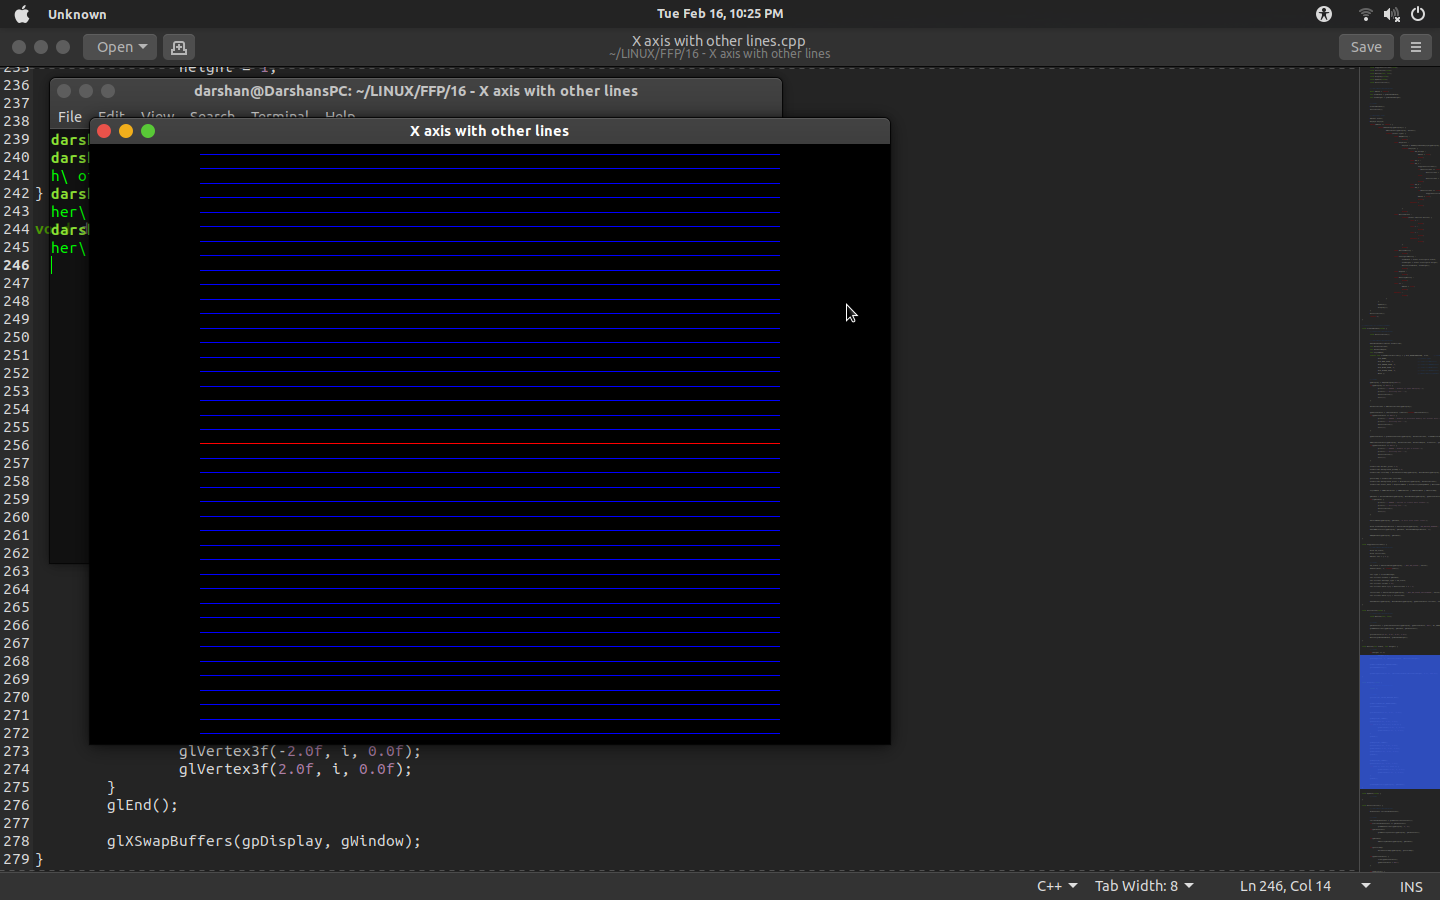 Unknown
Tue Feb 16, 10:25 PM
Open
X axis with other lines.cpp
~/LINUX/FFP/16 - X axis with other lines
Save
235
height = 1;
236
237
238
239
240
241
242 }
243
244
245
246
247
248
249
250
251
252
253
254
255
256
257
258
259
260
261
262
263
264
265
266
267
268
269
270
271
272
darshan@DarshansPC: ~/LINUX/FFP/16 - X axis with other lines
File Edit View Search Terminal Help
dars
dars
h\ o
dars
her\
dars
her\
X axis with other lines
273 glVertex3f(-2.0f, i, 0.0f);
274 glVertex3f(2.0f, i, 0.0f);
275 }
276 glEnd();
277
278 glXSwapBuffers(gpDisplay, gWindow);
279 }
C++
Tab Width: 8
Ln 246, Col 14
INS